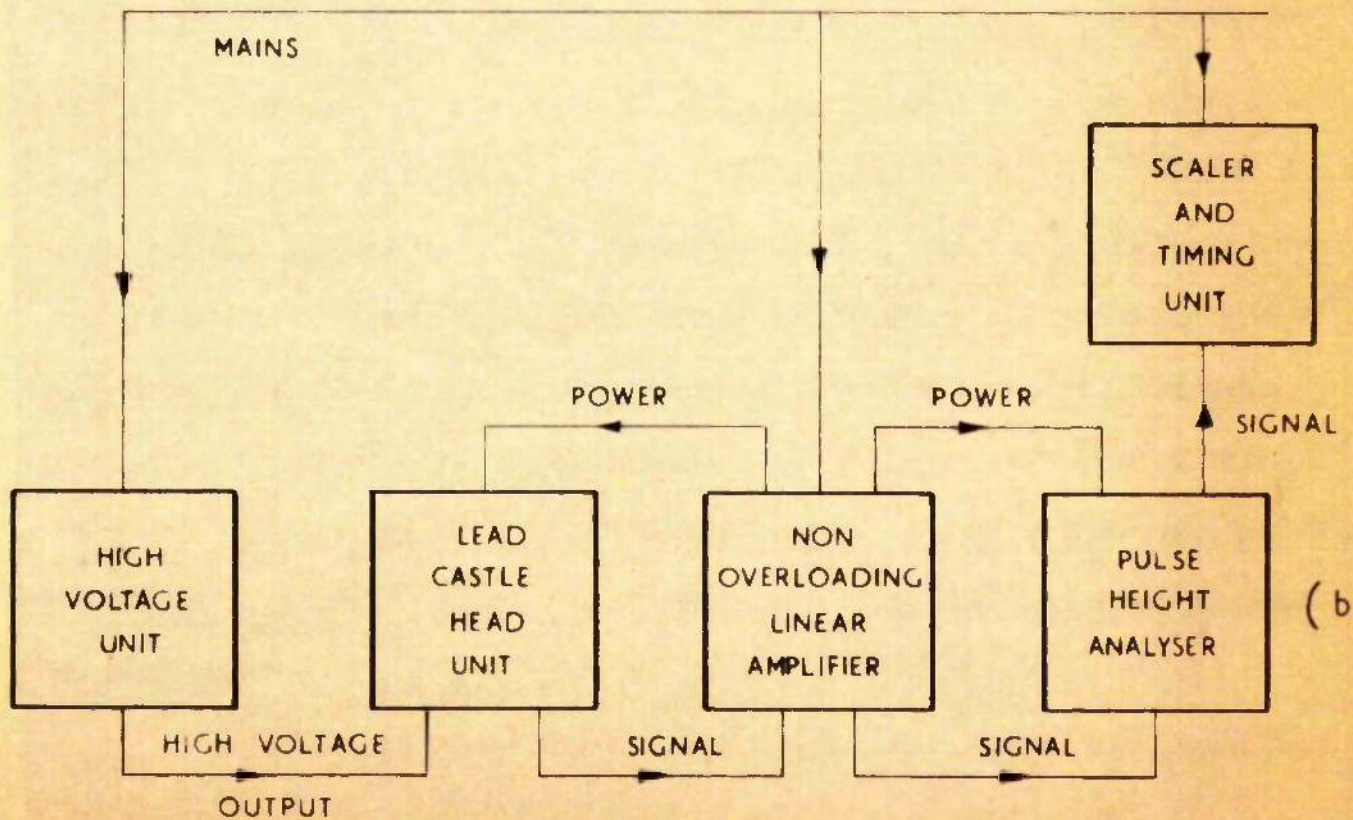 MAINS
SCALER
AND
TIMING
UNIT
POWER
POWER
SIGNAL
HIGH
VOLTAGE
UNIT
LEAD
CASTLE
HEAD
UNIT
NON
OVERLOADING
LINEAR
AMPLIFIER
PULSE
HEIGHT
ANALYSER
(b
HIGH VOLTAGE
OUTPUT
SIGNAL
SIGNAL